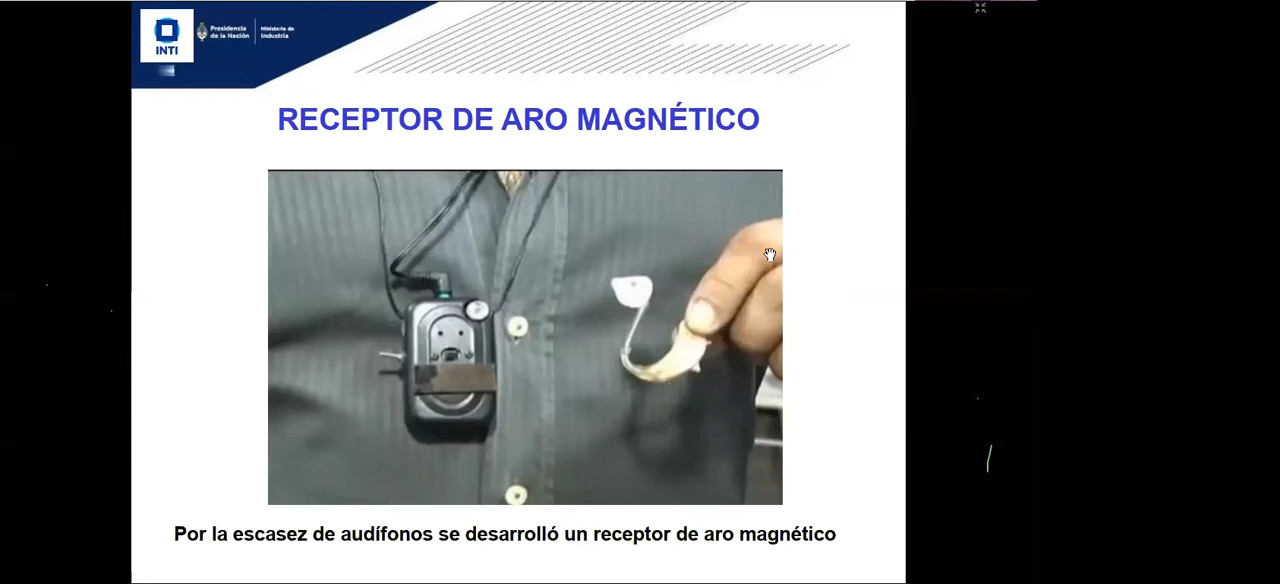 INTI
Presidencia
de la Nación
Ministerio de
Industria
RECEPTOR DE ARO MAGNÉTICO
Por la escasez de audífonos se desarrolló un receptor de aro magnético